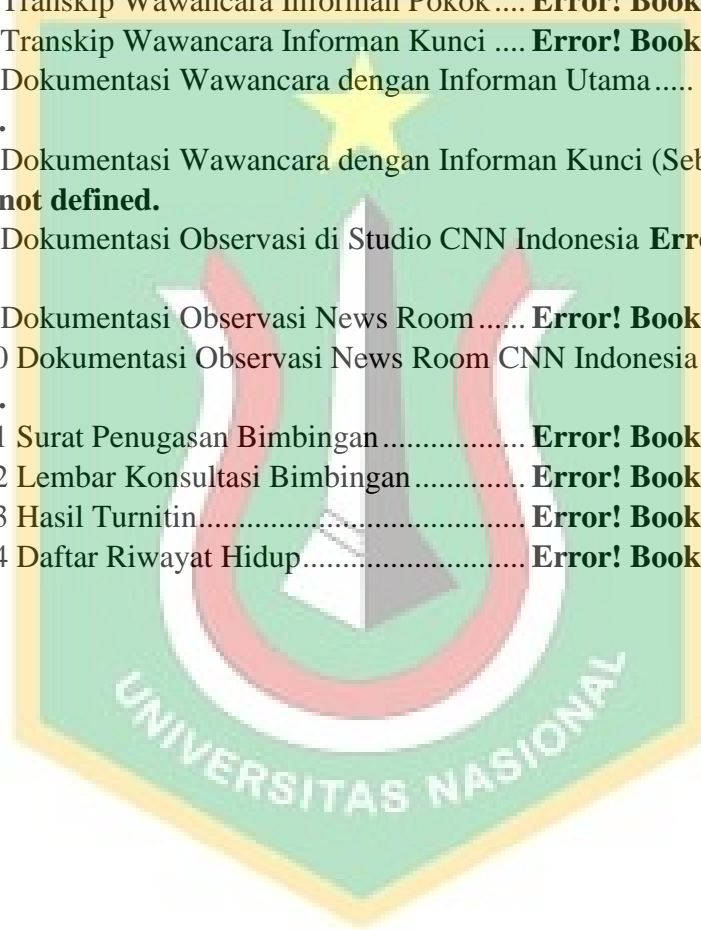 Transkip Wawancara Informan Pokok.... Error! Book
Transkip Wawancara Informan Kunci .... Error! Book
Dokumentasi Wawancara dengan Informan Utama.....
.
Dokumentasi Wawancara dengan Informan Kunci (Seb
not defined.
Dokumentasi Observasi di Studio CNN Indonesia Erro
Dokumentasi Observasi News Room...... Error! Book
0 Dokumentasi Observasi News Room CNN Indonesia
.
1 Surat Penugasan Bimbingan................. Error! Book
2 Lembar Konsultasi Bimbingan............. Error! Book
3 Hasil Turnitin....................................... Error! Book
4 Daftar Riwayat Hidup.......................... Error! Book
UNIVERSITAS NASIONAL